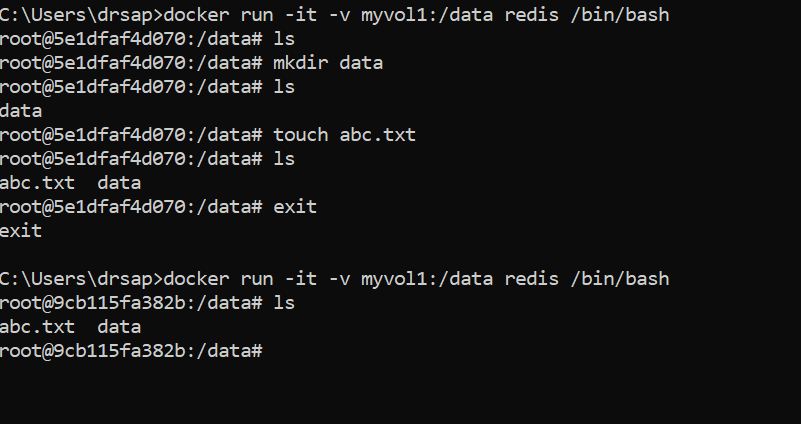 C:\Users\drsap>docker run -it -v myvol1:/data redis /bin/bash
root@5e1dfaf4d070:/data# ls
root@5e1dfaf4d070:/data# mkdir data
root@5e1dfaf4d070:/data# ls
data
root@5e1dfaf4d070:/data# touch abc.txt
root@5e1dfaf4d070:/data# ls
abc.txt  data
root@5e1dfaf4d070:/data# exit
exit
C:\Users\drsap>docker run -it -v myvol1:/data redis /bin/bash
root@9cb115fa382b:/data# ls
abc.txt  data
root@9cb115fa382b:/data#